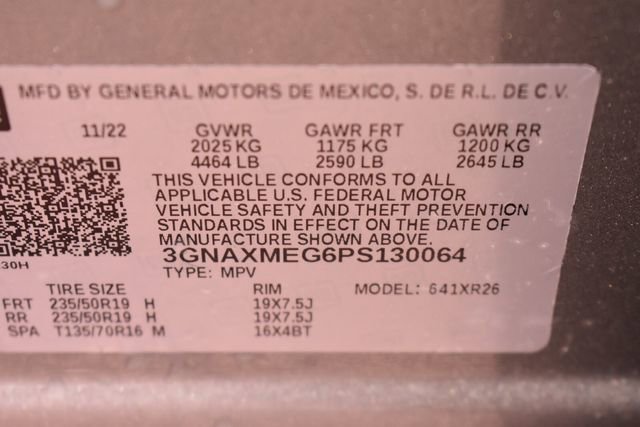 MFD BY GENERAL MOTORS DE MEXICO, S. DE R.L. DE C.V.
11/22 GVWR GAWR FRT GAWR RR
2025 KG 1175 KG 1200 KG
4464 LB 2590 LB 2645 LB
THIS VEHICLE CONFORMS TO ALL
APPLICABLE U.S. FEDERAL MOTOR
VEHICLE SAFETY AND THEFT PREVENTION
STANDARDS IN EFFECT ON THE DATE OF
MANUFACTURE SHOWN ABOVE.
3GNAXMEG6PS130064
30H
TYPE: MPV
TIRE SIZE RIM MODEL: 641XR26
FRT 235/50R19 H 19X7.5J
RR 235/50R19 H 19X7.5J
SPA T135/70R16 M 16X4BT